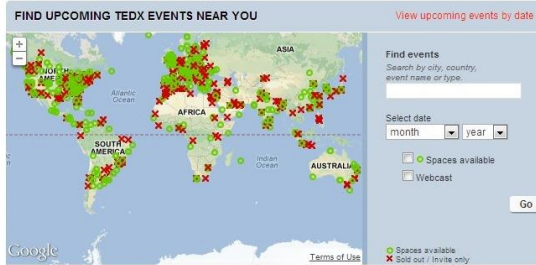 FIND UPCOMING TEDX EVENTS NEAR YOU
View upcoming events by date
+
-
ASIA
Atlantic
Ocean
AFRICA
SOUTH
AMERICA
Indian
Ocean
AUSTRALIA
Google
Terms of Use
Find events
Search by city, country,
event name or type.
Select date
month year
Spaces available
Webcast
Go
Spaces available
Sold out / Invite only